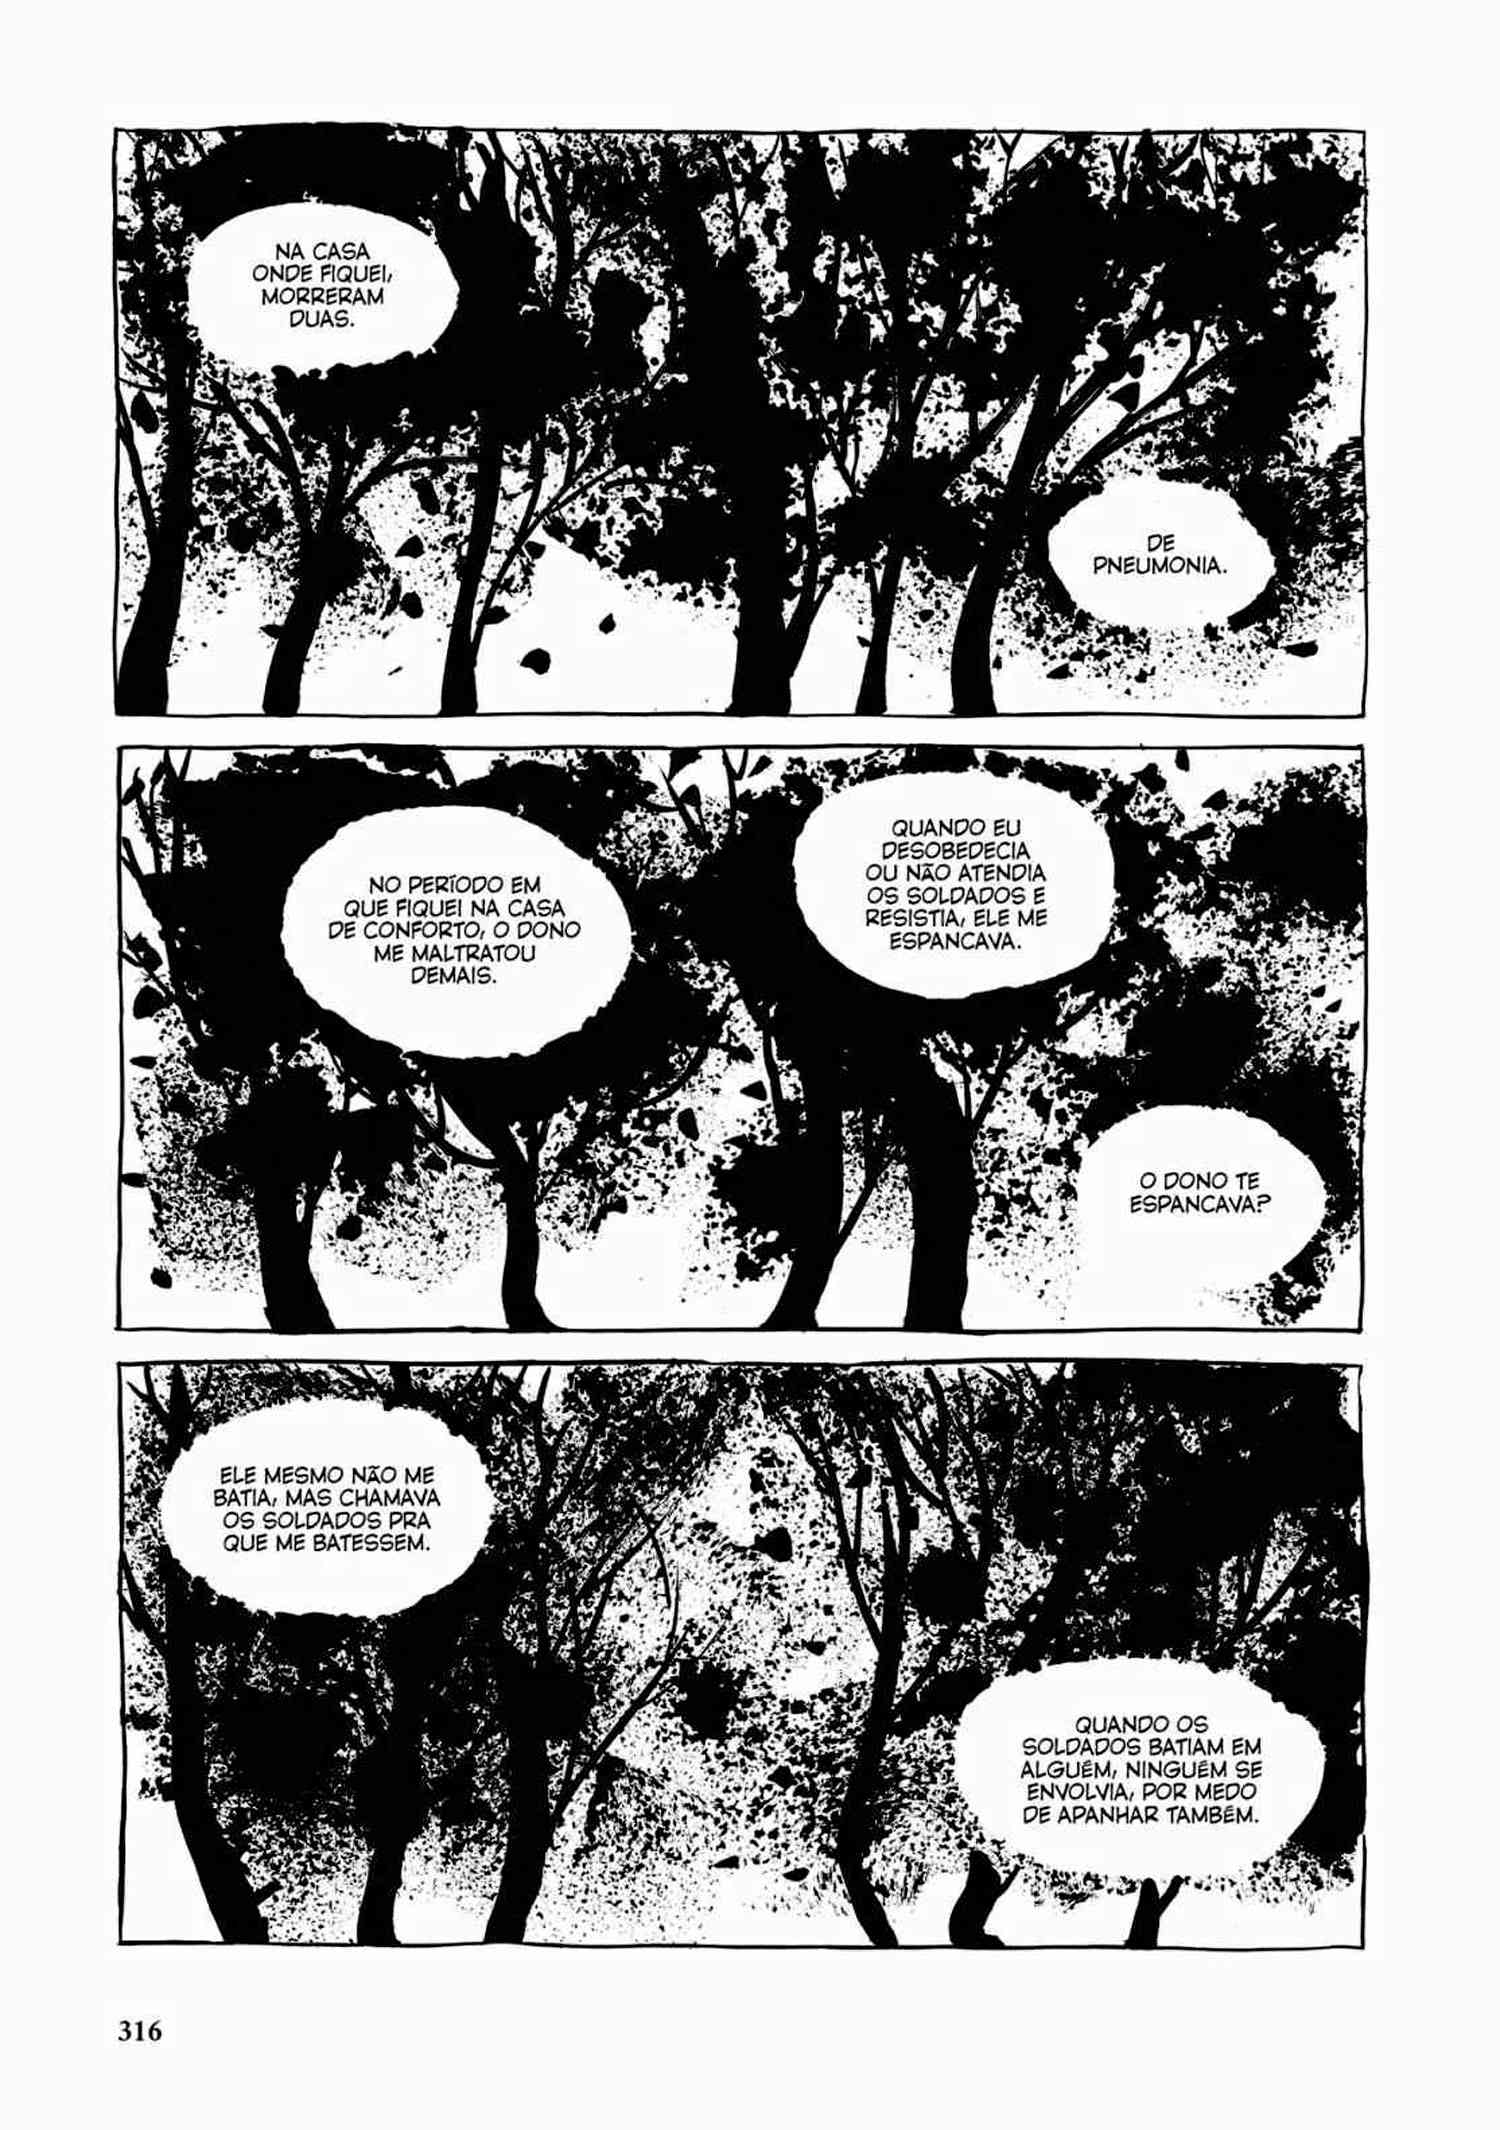 NA CASA
ONDE FIQUEI,
MORRERAM
DUAS.
DE
PNEUMONIA.
NO PERÍODO EM
QUE FIQUEI NA CASA
DE CONFORTO, O DONO
ME MALTRATOU
DEMAIS.
QUANDO EU
DESOBEDECIA
OU NÃO ATENDIA
OS SOLDADOS E
RESISTIA, ELE ME
ESPANCAVA.
O DONO TE
ESPANCAVA?
ELE MESMO NÃO ME
BATIA, MAS CHAMAVA
OS SOLDADOS PRA
QUE ME BATESSEM.
QUANDO OS
SOLDADOS BATIAM EM
ALGUÉM, NINGUÉM SE
ENVOLVIA, POR MEDO
DE APANHAR TAMBÉM.
316